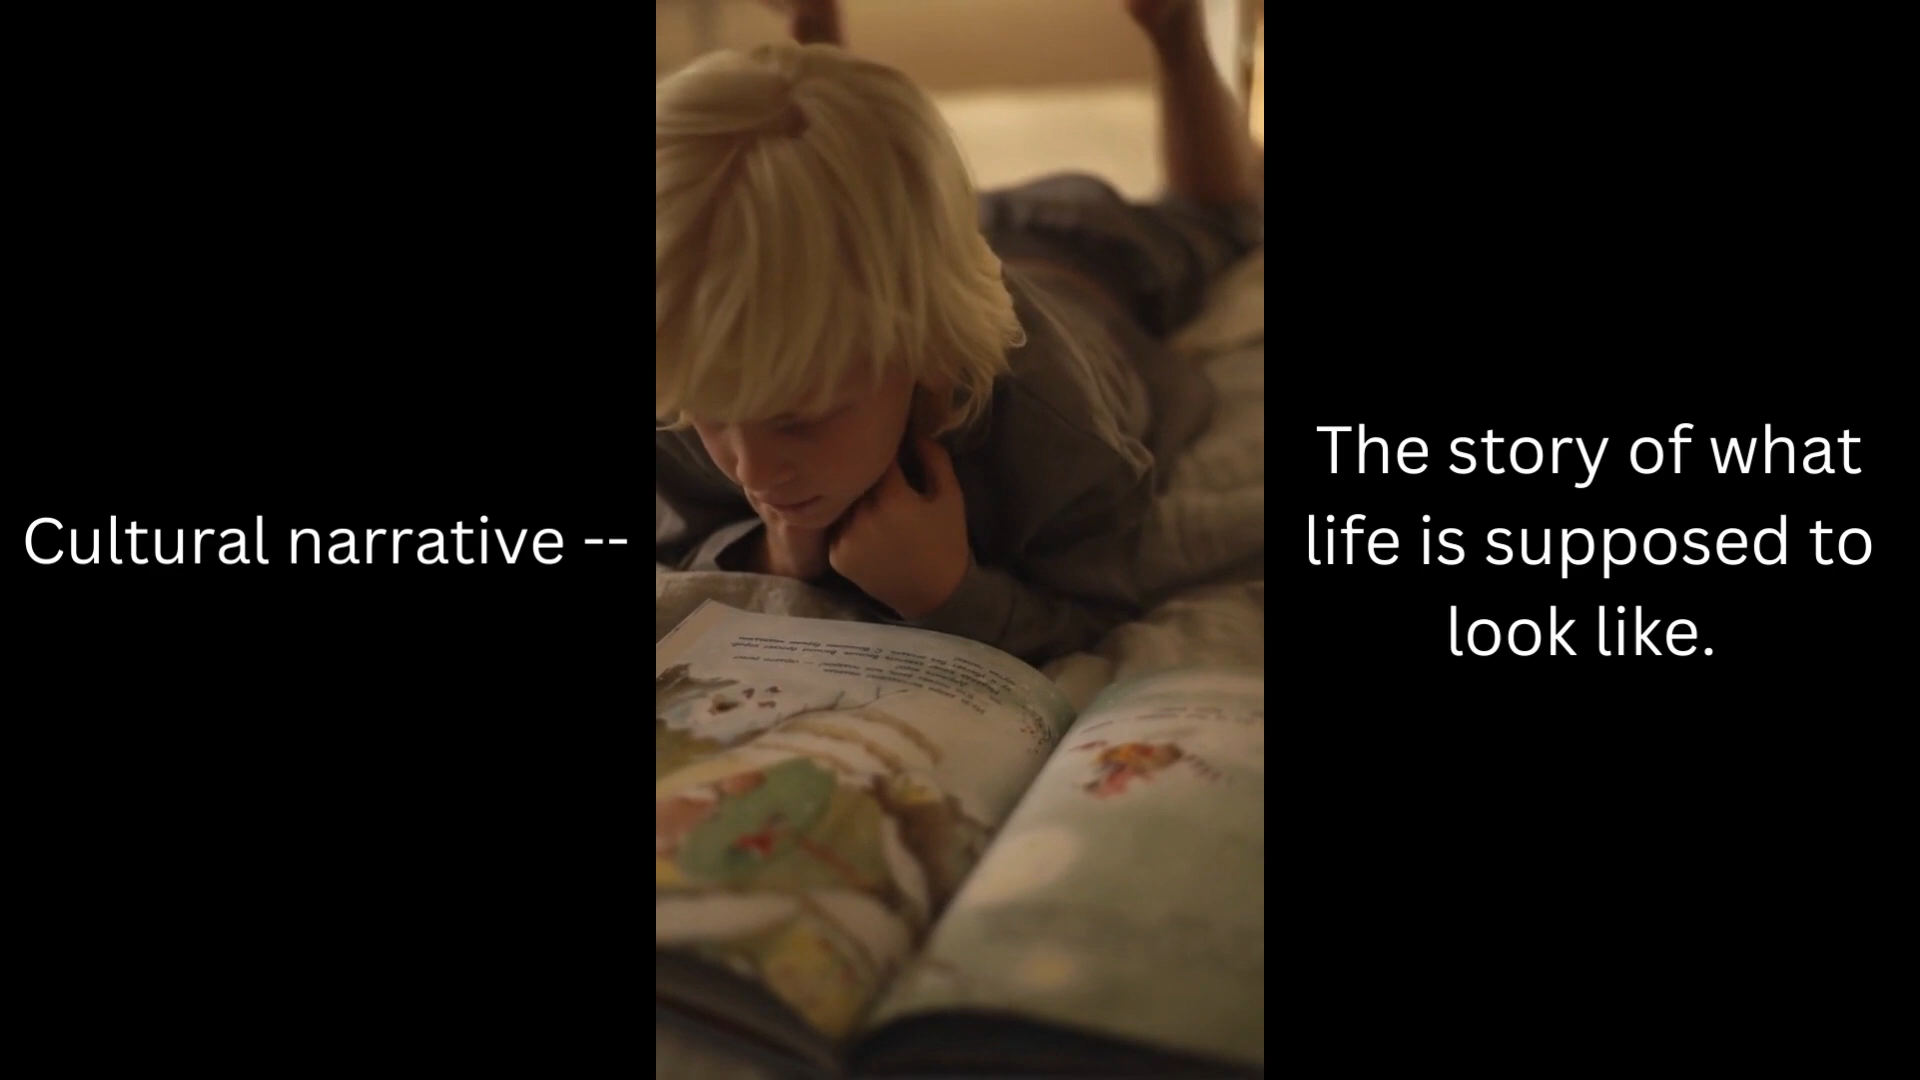 Cultural narrative --
The story of what
life is supposed to
look like.